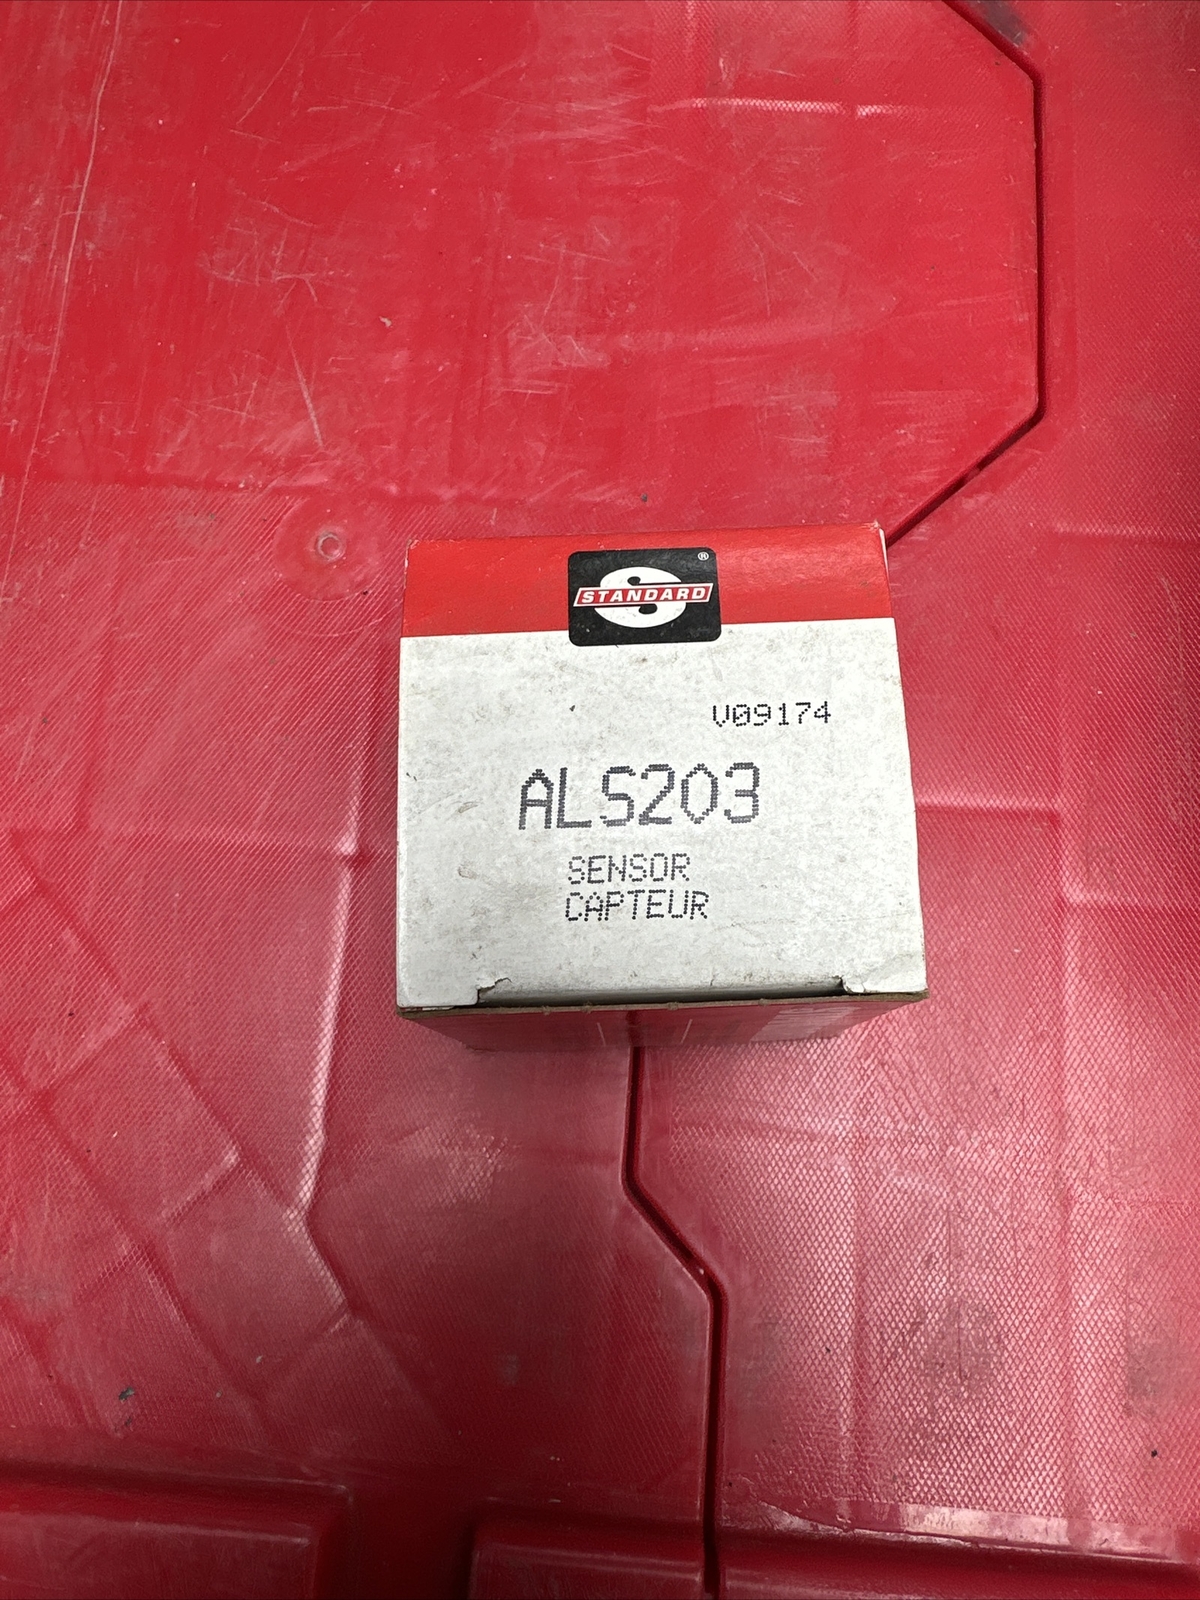 STANDARD®
V09174
ALS203
SENSOR
CAPTEUR